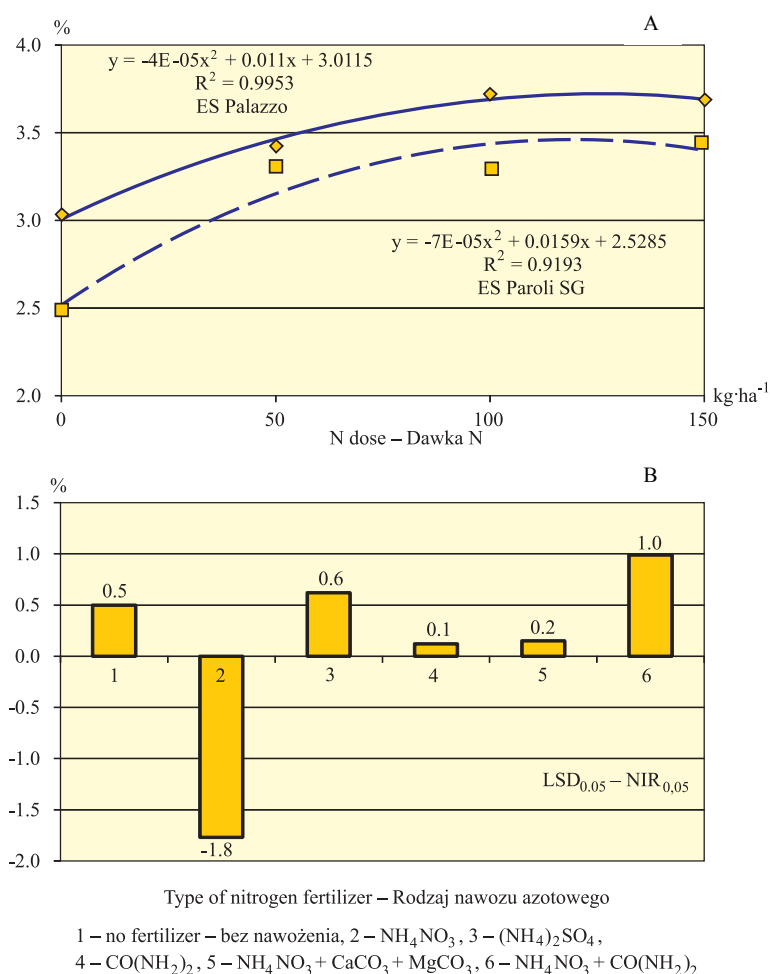 %
A
4.0
y = -4E-05x² + 0.011x + 3.0115
R² = 0.9953
ES Palazzo
3.5
3.0
y = -7E-05x² + 0.0159x + 2.5285
R² = 0.9193
ES Paroli SG
2.5
2.0
0 50 100 150
kg·ha⁻¹
N dose – Dawka N
%
B
1.5
1.0
0.5
0.0
-0.5
-1.0
-1.5
-2.0
0.5 -1.8 0.6 0.1 0.2 1.0
1 2 3 4 5 6
LSD₀.₀₅ – NIR₀,₀₅
Type of nitrogen fertilizer – Rodzaj nawozu azotowego
1 – no fertilizer – bez nawożenia, 2 – NH₄NO₃, 3 – (NH₄)₂SO₄,
4 – CO(NH₂)₂, 5 – NH₄NO₃ + CaCO₃ + MgCO₃, 6 – NH₄NO₃ + CO(NH₂)₂